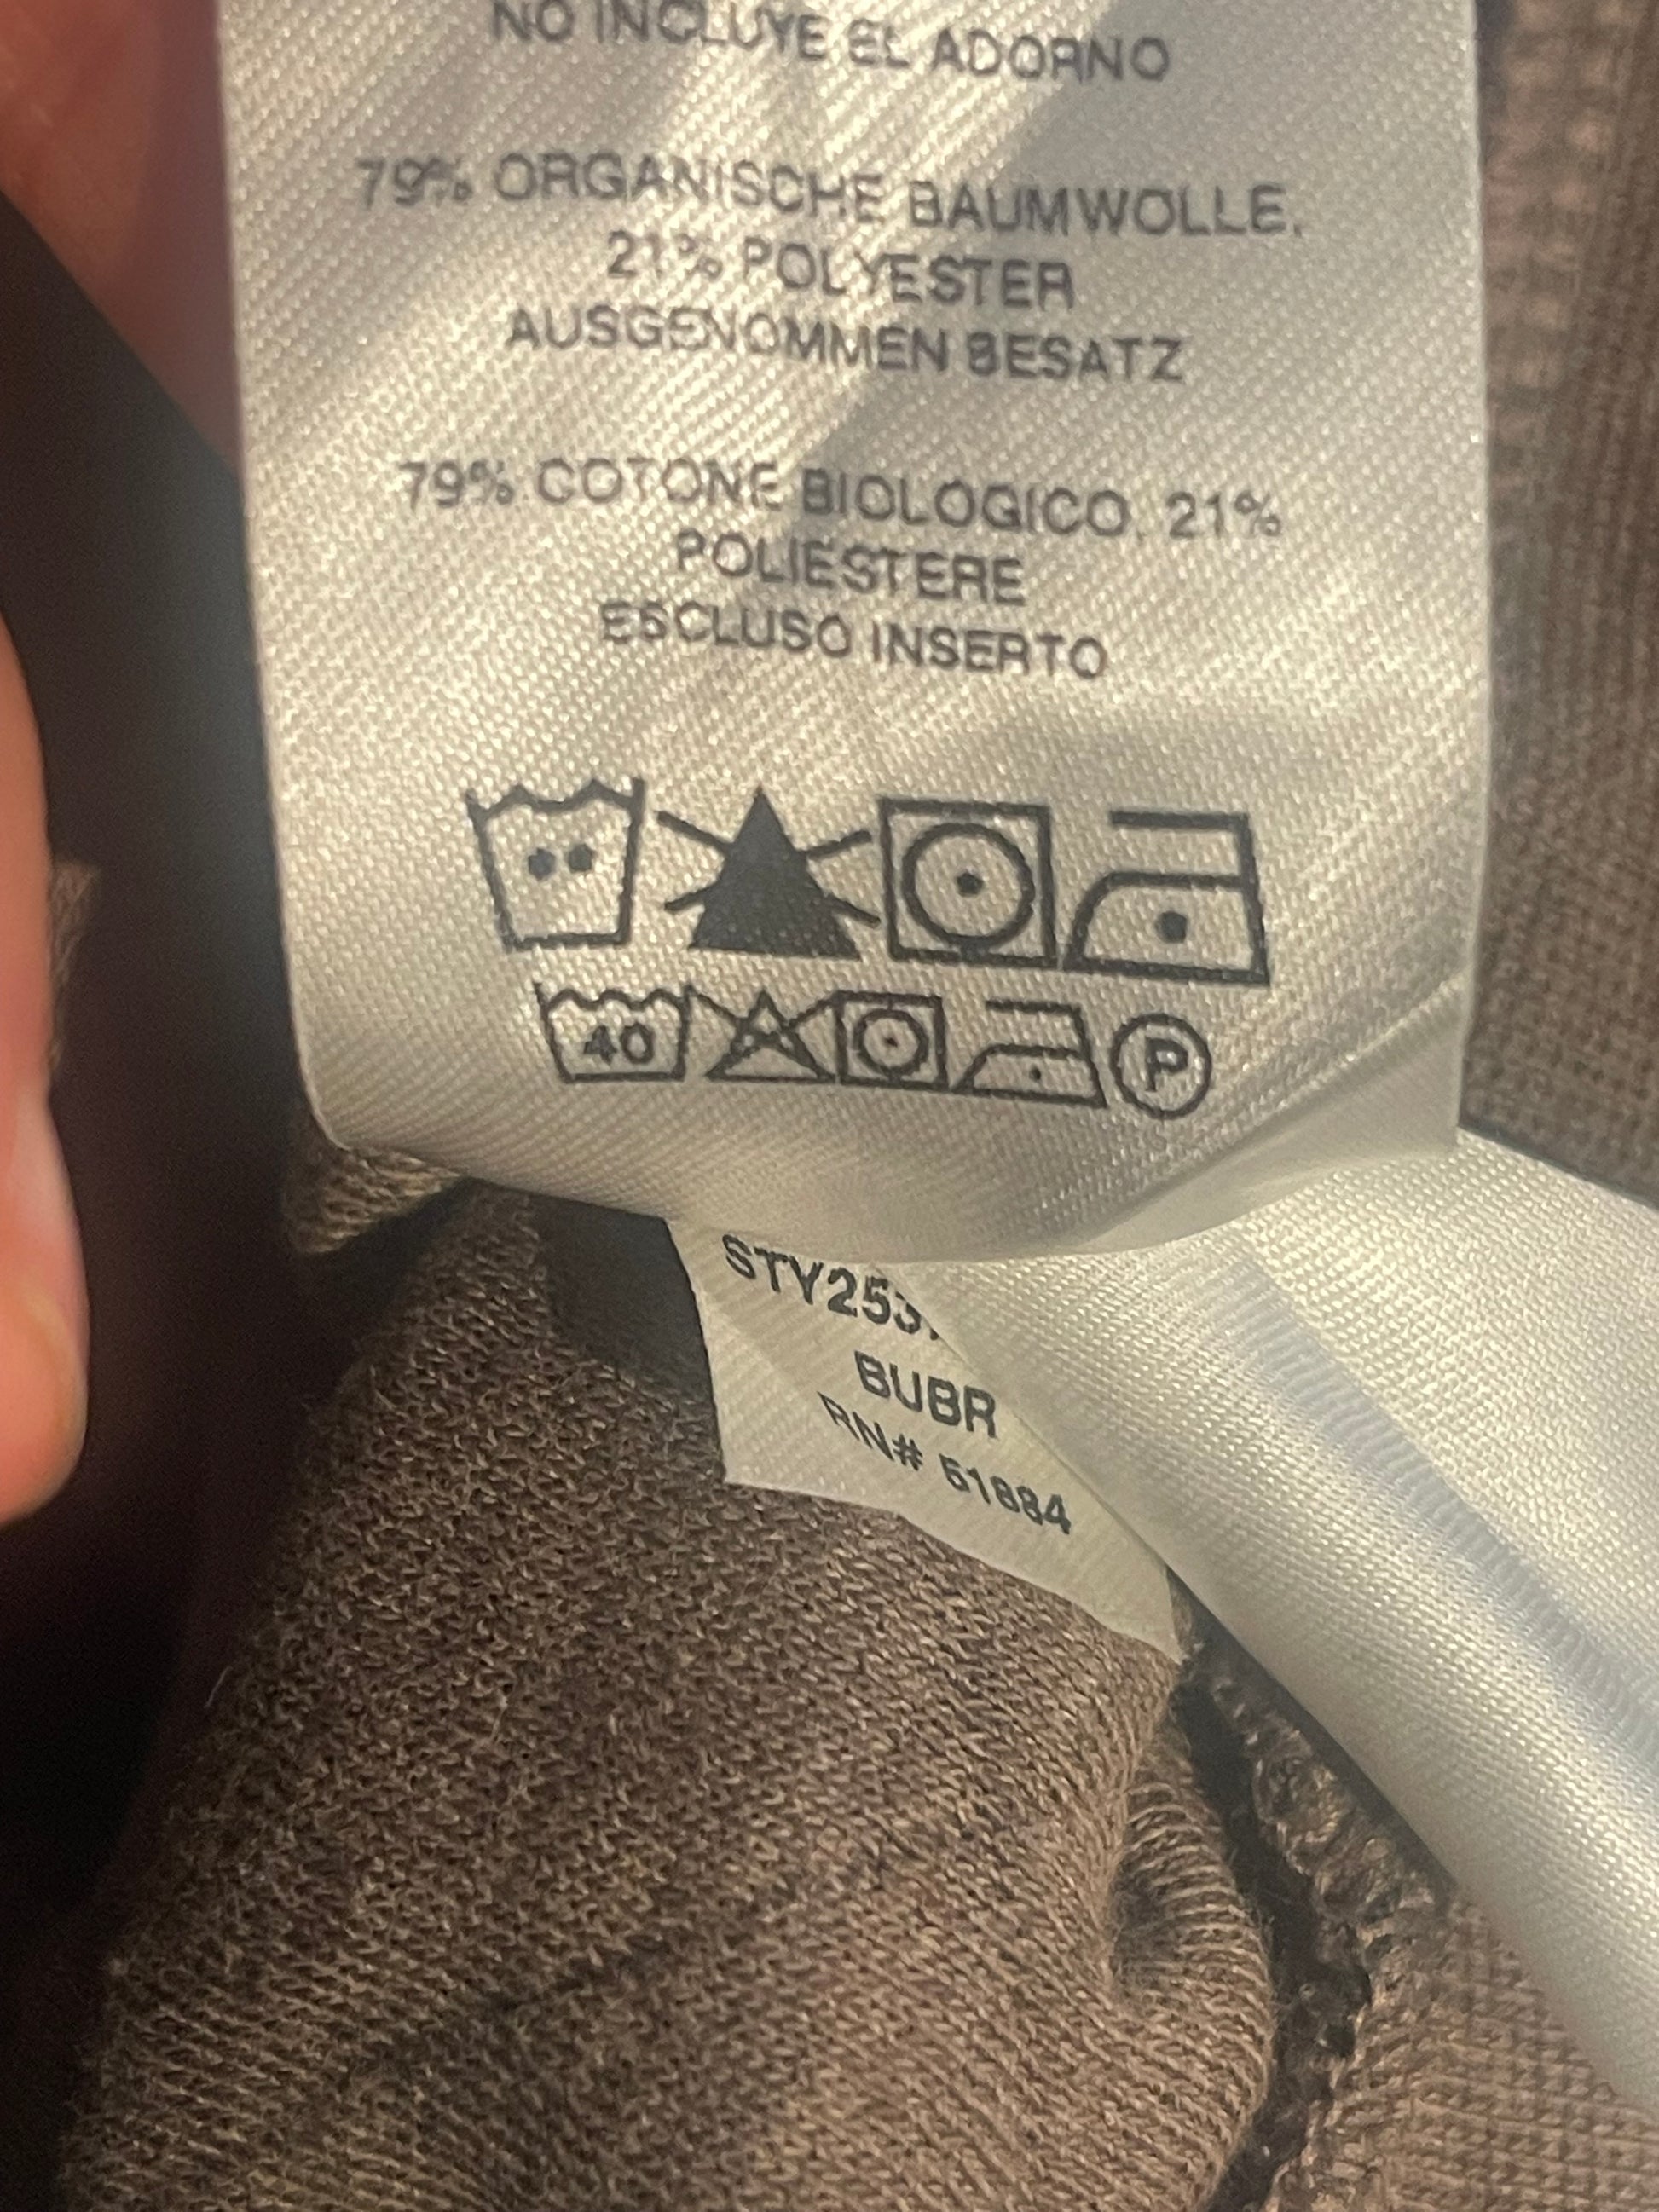 NO INCLUYE EL ADORNO
79% ORGANISCHE BAUMWOLLE,
21% POLYESTER
AUSGENOMMEN BESATZ
79% COTONE BIOLOGICO, 21%
POLIESTERE
ESCLUSO INSERTO
40
P
BUBR
RN# 51884